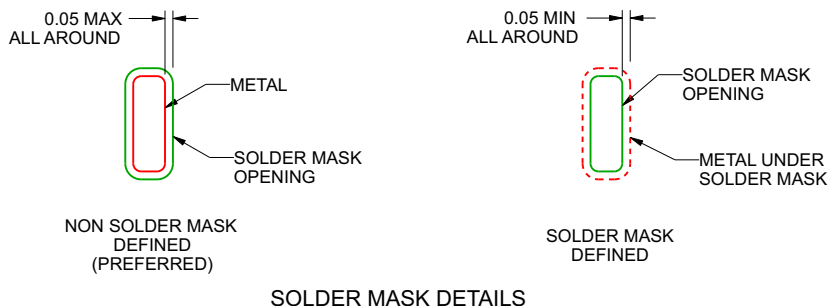 0.05 MAX
ALL AROUND
METAL
SOLDER MASK
OPENING
NON SOLDER MASK
DEFINED
(PREFERRED)
0.05 MIN
ALL AROUND
SOLDER MASK
OPENING
METAL UNDER
SOLDER MASK
SOLDER MASK
DEFINED
SOLDER MASK DETAILS